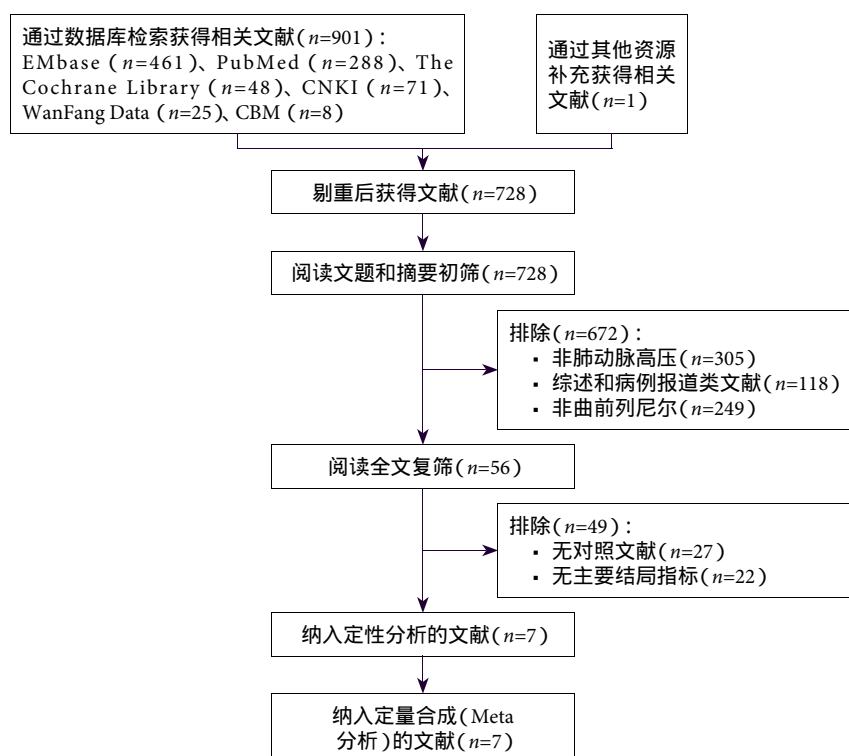 通过数据库检索获得相关文献(n=901)：
EMbase (n=461)、PubMed (n=288)、The
Cochrane Library (n=48)、CNKI (n=71)、
WanFang Data (n=25)、CBM (n=8)
通过其他资源
补充获得相关
文献(n=1)
剔重后获得文献(n=728)
阅读文题和摘要初筛(n=728)
排除(n=672)：
▪ 非肺动脉高压(n=305)
▪ 综述和病例报道类文献(n=118)
▪ 非曲前列尼尔(n=249)
阅读全文复筛(n=56)
排除(n=49)：
▪ 无对照文献(n=27)
▪ 无主要结局指标(n=22)
纳入定性分析的文献(n=7)
纳入定量合成(Meta
分析)的文献(n=7)